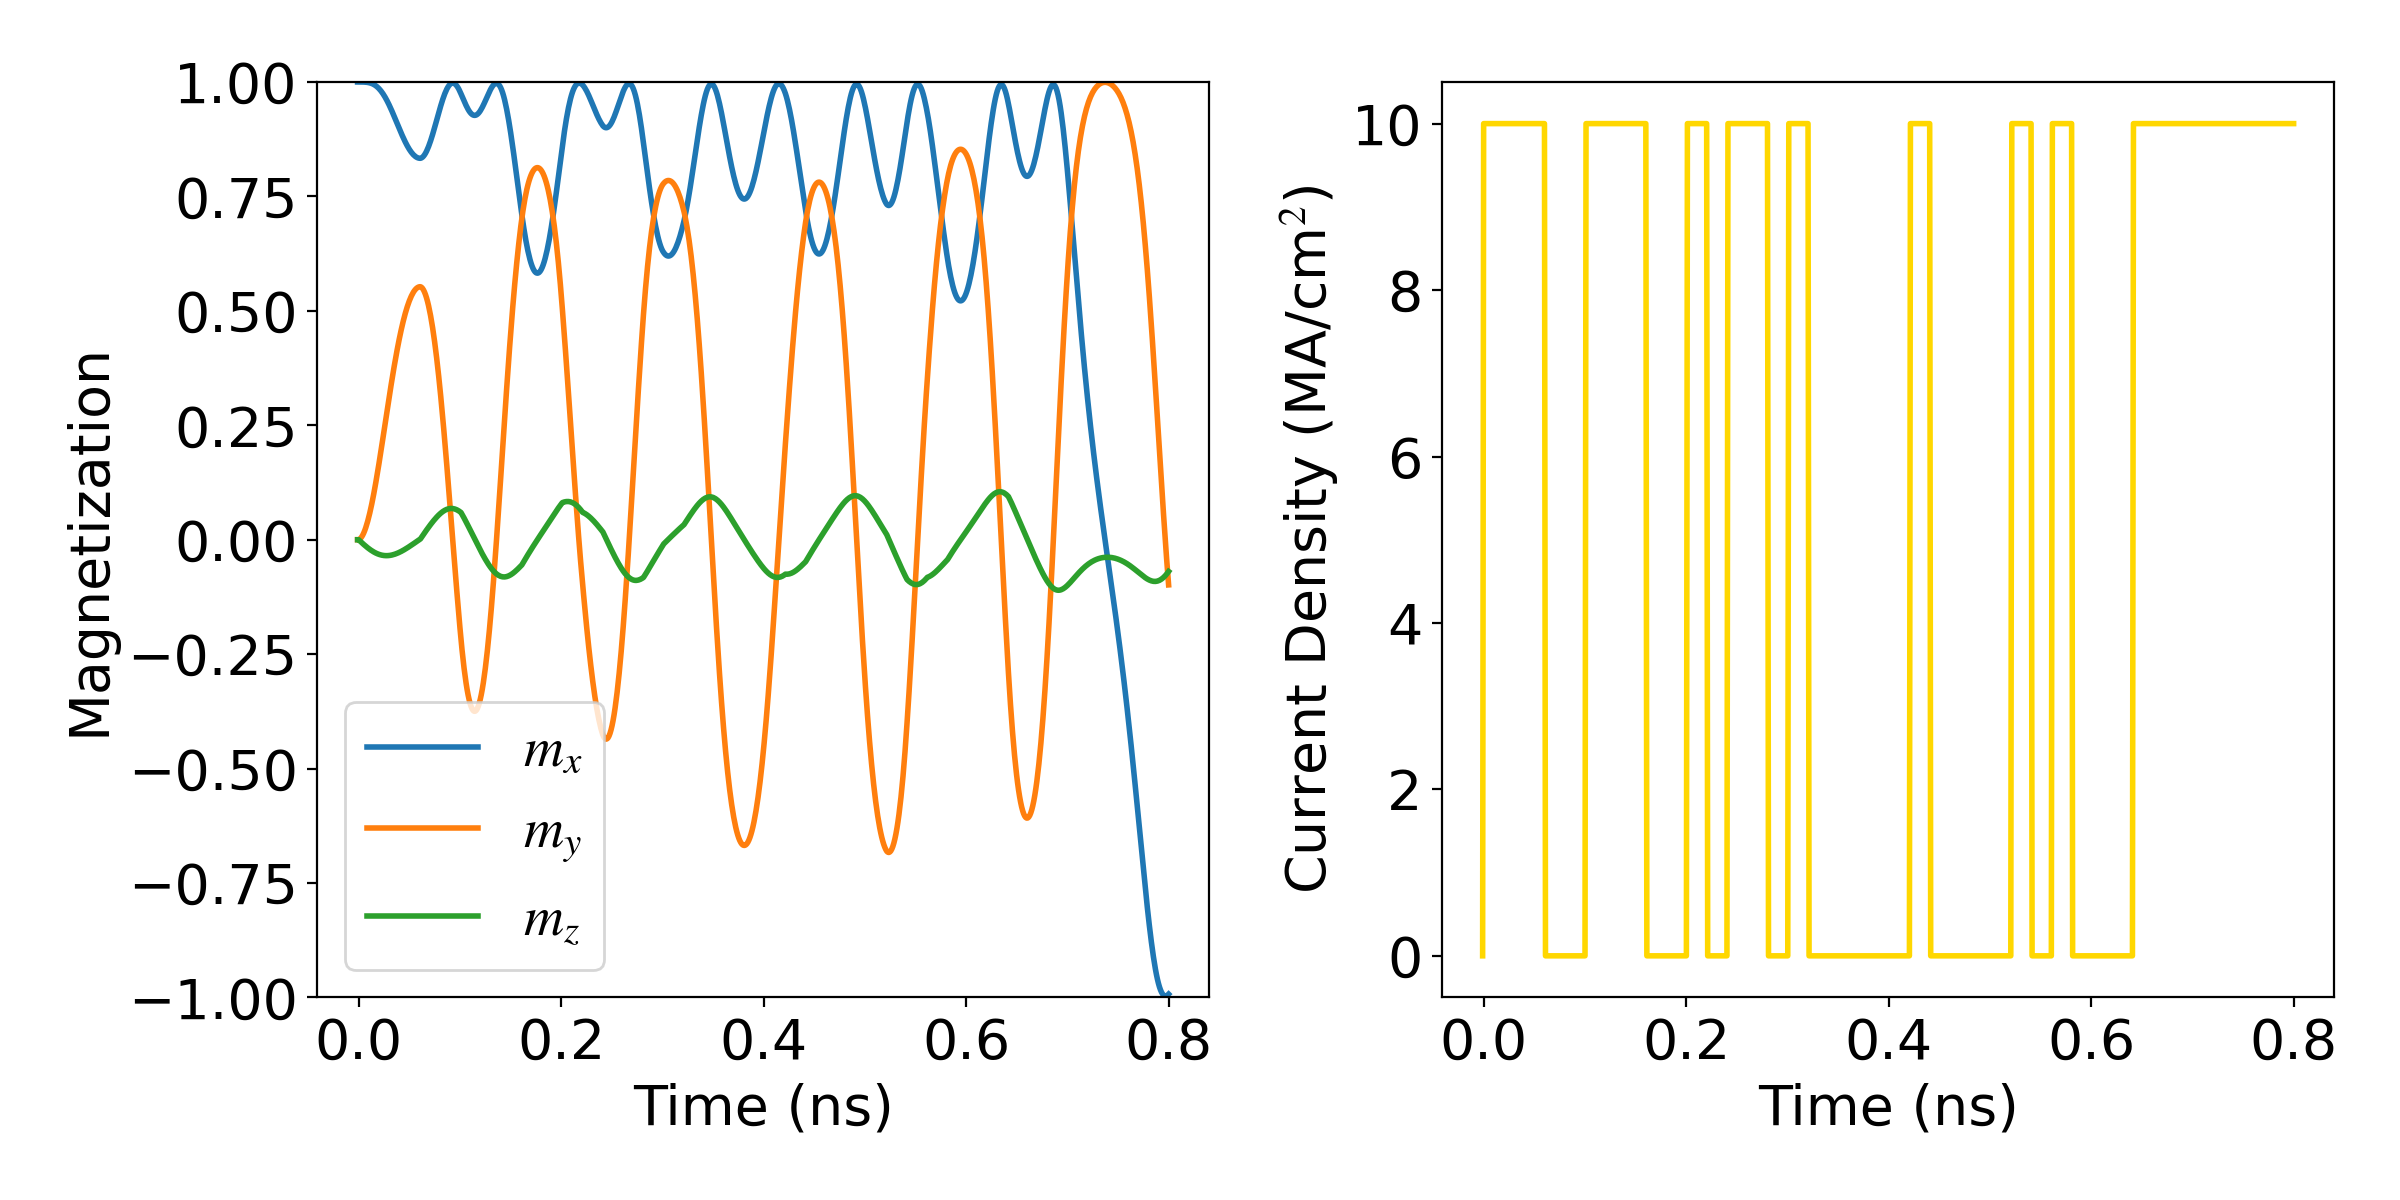 1.00
0.75
0.50
0.25
0.00
−0.25
−0.50
−0.75
−1.00
Magnetization
m_x
m_y
m_z
0.0 0.2 0.4 0.6 0.8
Time (ns)
10
8
6
4
2
0
Current Density (MA/cm²)
0.0 0.2 0.4 0.6 0.8
Time (ns)